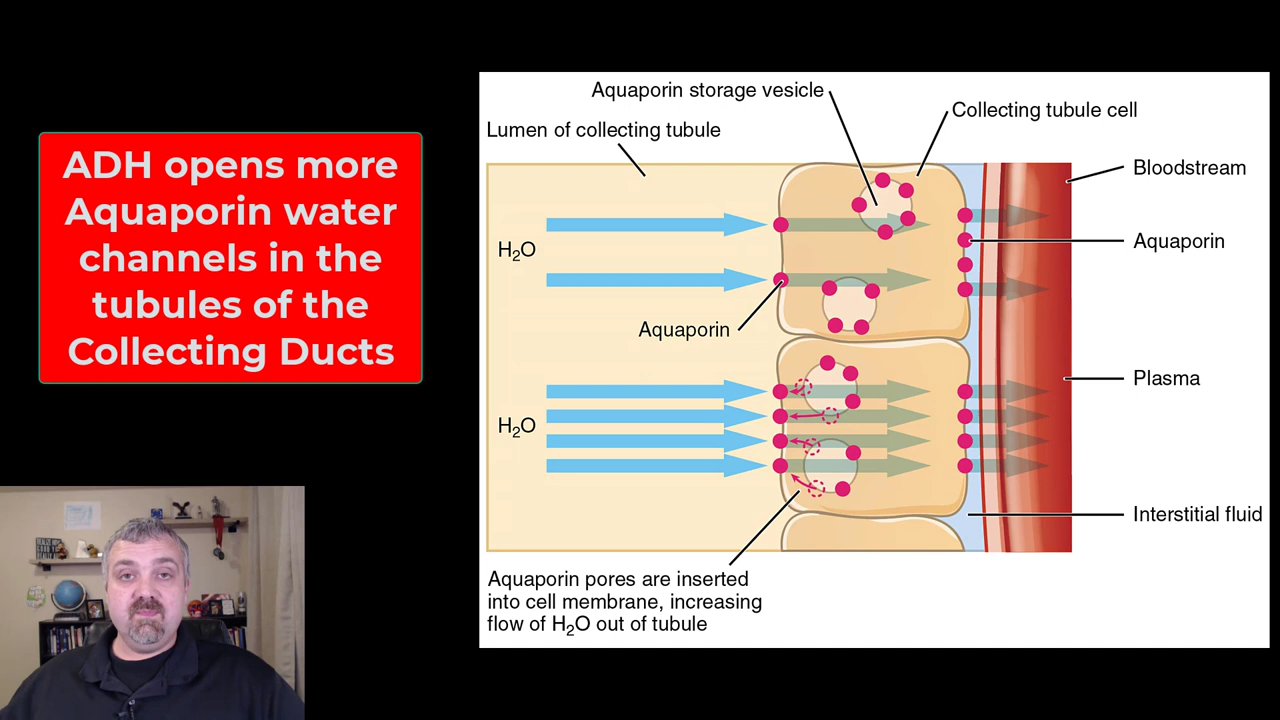 ADH opens more
Aquaporin water
channels in the
tubules of the
Collecting Ducts
Aquaporin storage vesicle
Collecting tubule cell
Lumen of collecting tubule
Bloodstream
Aquaporin
H₂O
Aquaporin
Plasma
H₂O
Interstitial fluid
Aquaporin pores are inserted
into cell membrane, increasing
flow of H₂O out of tubule